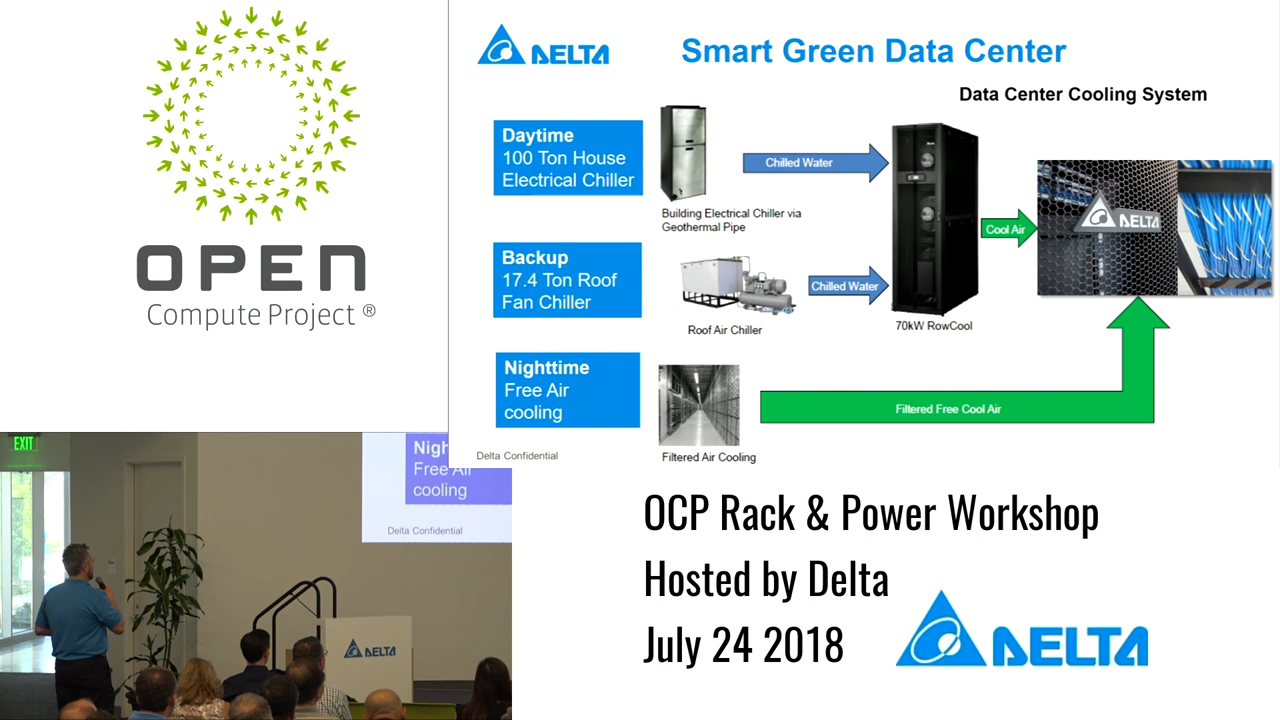 OPEN
Compute Project ®
DELTA
Smart Green Data Center
Data Center Cooling System
Daytime
100 Ton House
Electrical Chiller
Chilled Water
Building Electrical Chiller via
Geothermal Pipe
Cool Air
DELTA
Backup
17.4 Ton Roof
Fan Chiller
Chilled Water
Roof Air Chiller
70kW RowCool
Nighttime
Free Air
cooling
Filtered Free Cool Air
Delta Confidential
Filtered Air Cooling
EXIT
Nigh
Free Air
cooling
Delta Confidential
DELTA
OCP Rack & Power Workshop
Hosted by Delta
July 24 2018
DELTA